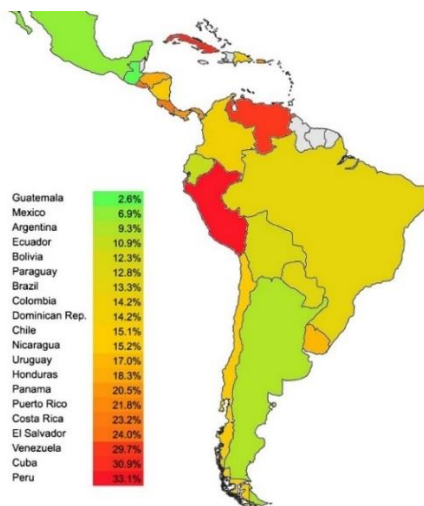 Guatemala 2.6%
Mexico 6.9%
Argentina 9.3%
Ecuador 10.9%
Bolivia 12.3%
Paraguay 12.8%
Brazil 13.3%
Colombia 14.2%
Dominican Rep. 14.2%
Chile 15.1%
Nicaragua 15.2%
Uruguay 17.0%
Honduras 18.3%
Panama 20.5%
Puerto Rico 21.8%
Costa Rica 23.2%
El Salvador 24.0%
Venezuela 29.7%
Cuba 30.9%
Peru 33.1%